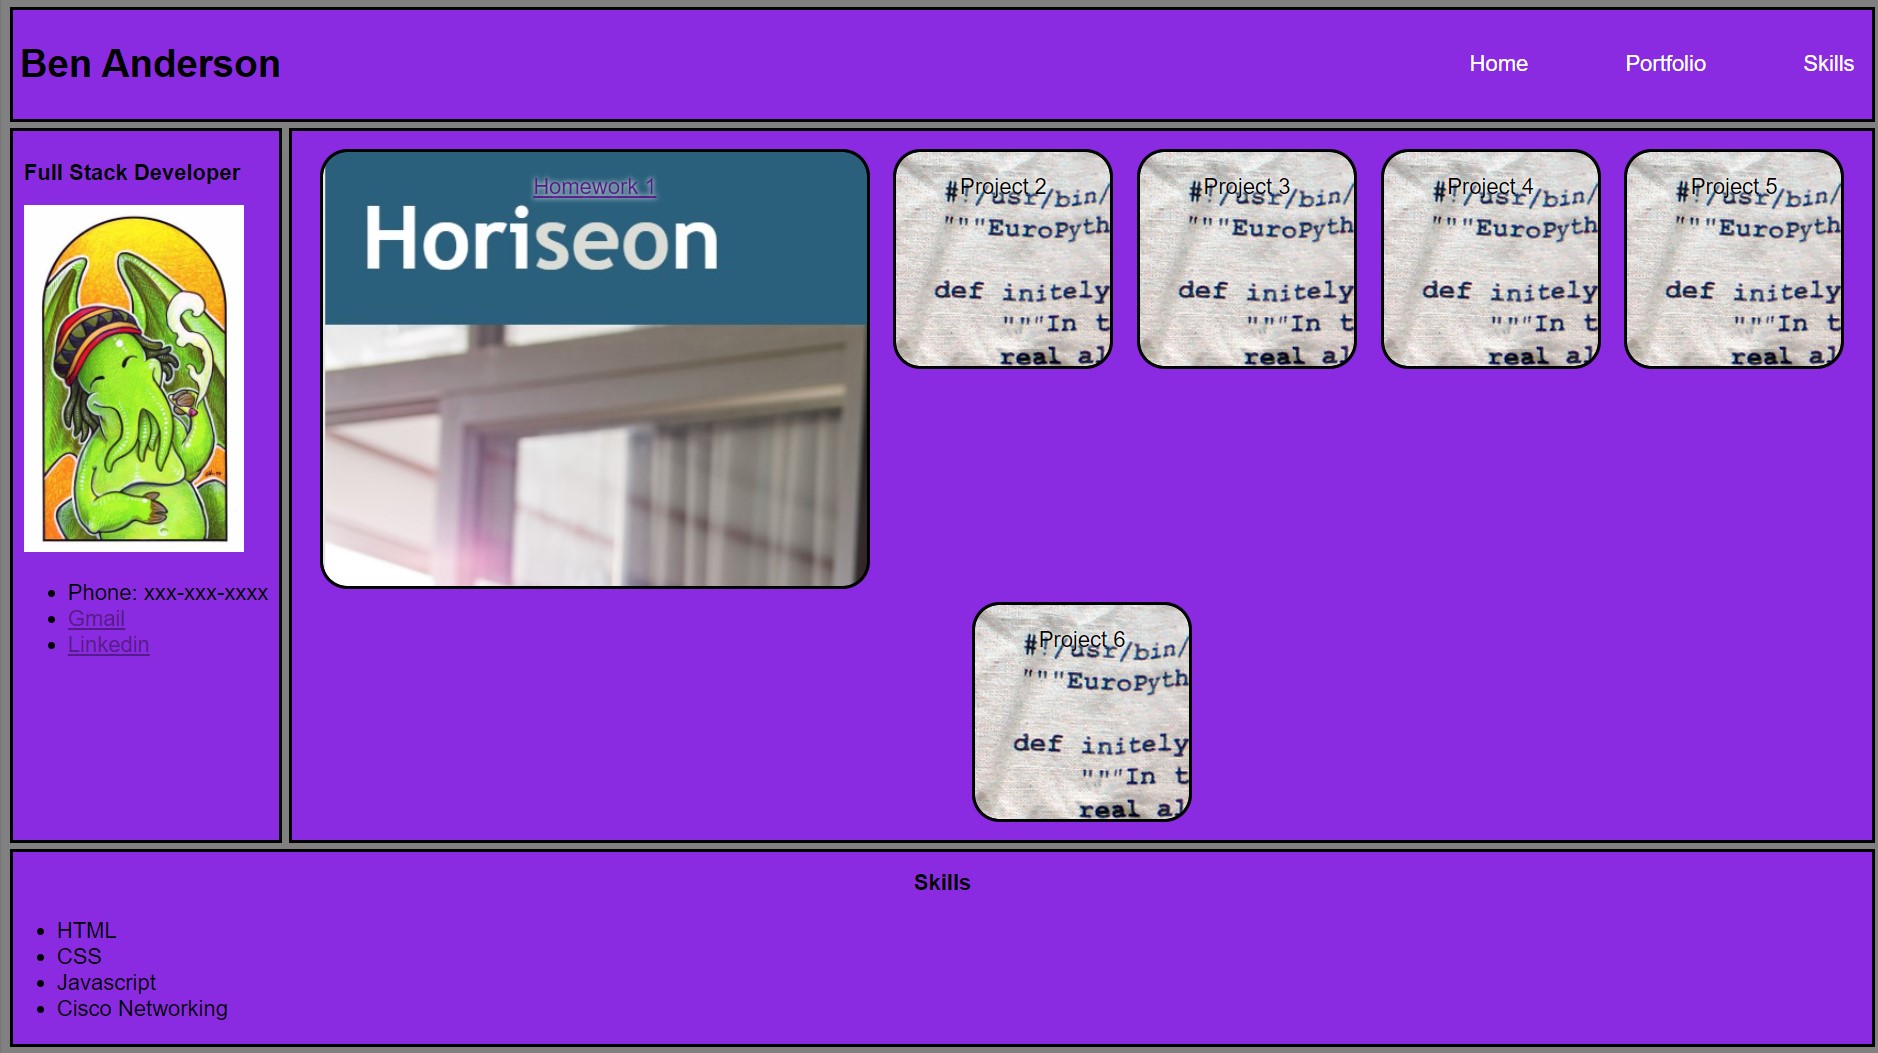 Ben Anderson
Home Portfolio Skills
Full Stack Developer
Phone: xxx-xxx-xxxx
Gmail
Linkedin
Homework 1
Horiseon
Project 2
#!/usr/bin/
"""EuroPyth
def initely
"""In t
real al
Project 3
#!/usr/bin/
"""EuroPyth
def initely
"""In t
real al
Project 4
#!/usr/bin/
"""EuroPyth
def initely
"""In t
real al
Project 5
#!/usr/bin/
"""EuroPyth
def initely
"""In t
real al
Project 6
#!/usr/bin/
"""EuroPyth
def initely
"""In t
real al
Skills
HTML
CSS
Javascript
Cisco Networking